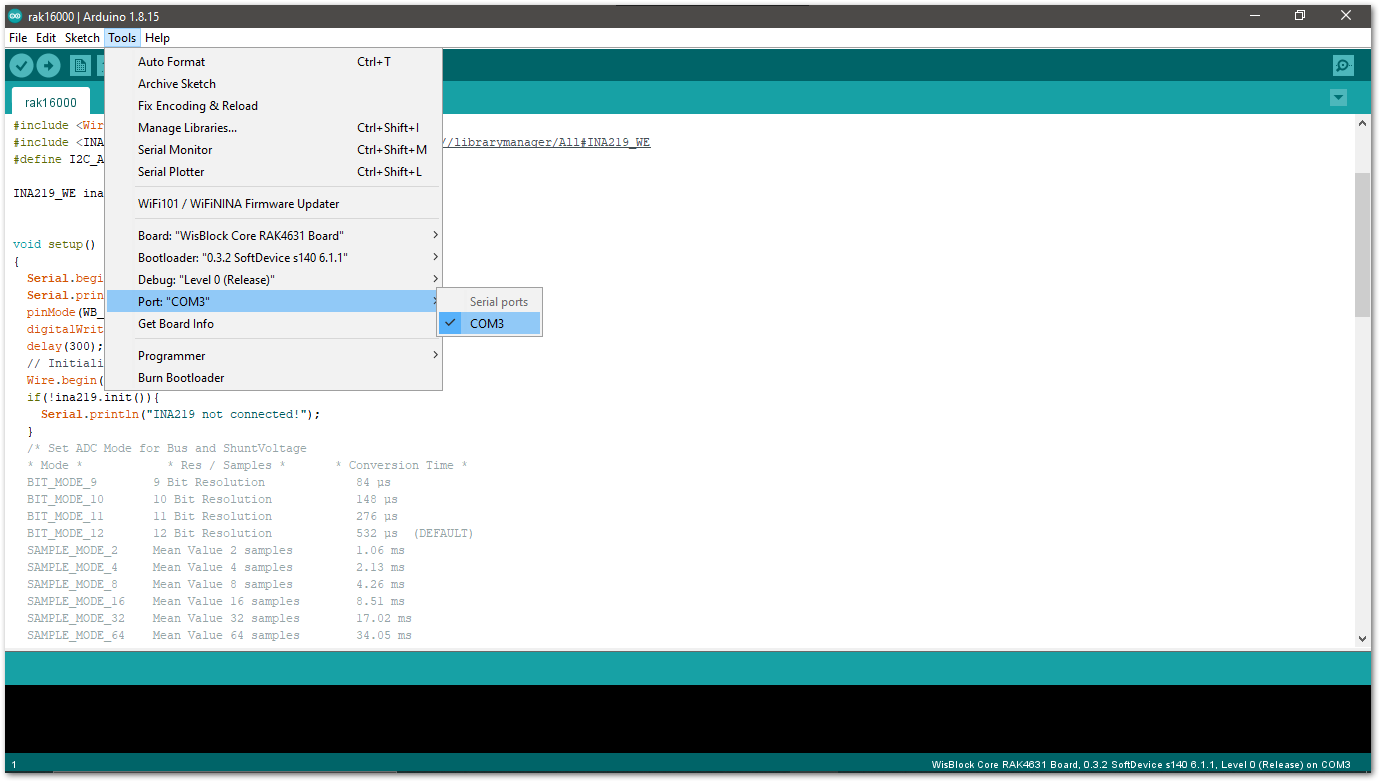 rak16000 | Arduino 1.8.15
File Edit Sketch Tools Help
Auto Format Ctrl+T
Archive Sketch
Fix Encoding & Reload
Manage Libraries... Ctrl+Shift+I
Serial Monitor Ctrl+Shift+M
Serial Plotter Ctrl+Shift+L
WiFi101 / WiFiNINA Firmware Updater
Board: "WisBlock Core RAK4631 Board"
Bootloader: "0.3.2 SoftDevice s140 6.1.1"
Debug: "Level 0 (Release)"
Port: "COM3"
Get Board Info
Programmer
Burn Bootloader
Serial ports
COM3
rak16000
#include <Wir
#include <INA //librarymanager/All#INA219_WE
#define I2C_A
INA219_WE ina
void setup()
{
Serial.begi
Serial.prin
pinMode(WB_
digitalWrit
delay(300);
// Initiali
Wire.begin(
if(!ina219.init()){
Serial.println("INA219 not connected!");
}
/* Set ADC Mode for Bus and ShuntVoltage
* Mode * * Res / Samples * * Conversion Time *
BIT_MODE_9 9 Bit Resolution 84 µs
BIT_MODE_10 10 Bit Resolution 148 µs
BIT_MODE_11 11 Bit Resolution 276 µs
BIT_MODE_12 12 Bit Resolution 532 µs (DEFAULT)
SAMPLE_MODE_2 Mean Value 2 samples 1.06 ms
SAMPLE_MODE_4 Mean Value 4 samples 2.13 ms
SAMPLE_MODE_8 Mean Value 8 samples 4.26 ms
SAMPLE_MODE_16 Mean Value 16 samples 8.51 ms
SAMPLE_MODE_32 Mean Value 32 samples 17.02 ms
SAMPLE_MODE_64 Mean Value 64 samples 34.05 ms
1 WisBlock Core RAK4631 Board, 0.3.2 SoftDevice s140 6.1.1, Level 0 (Release) on COM3